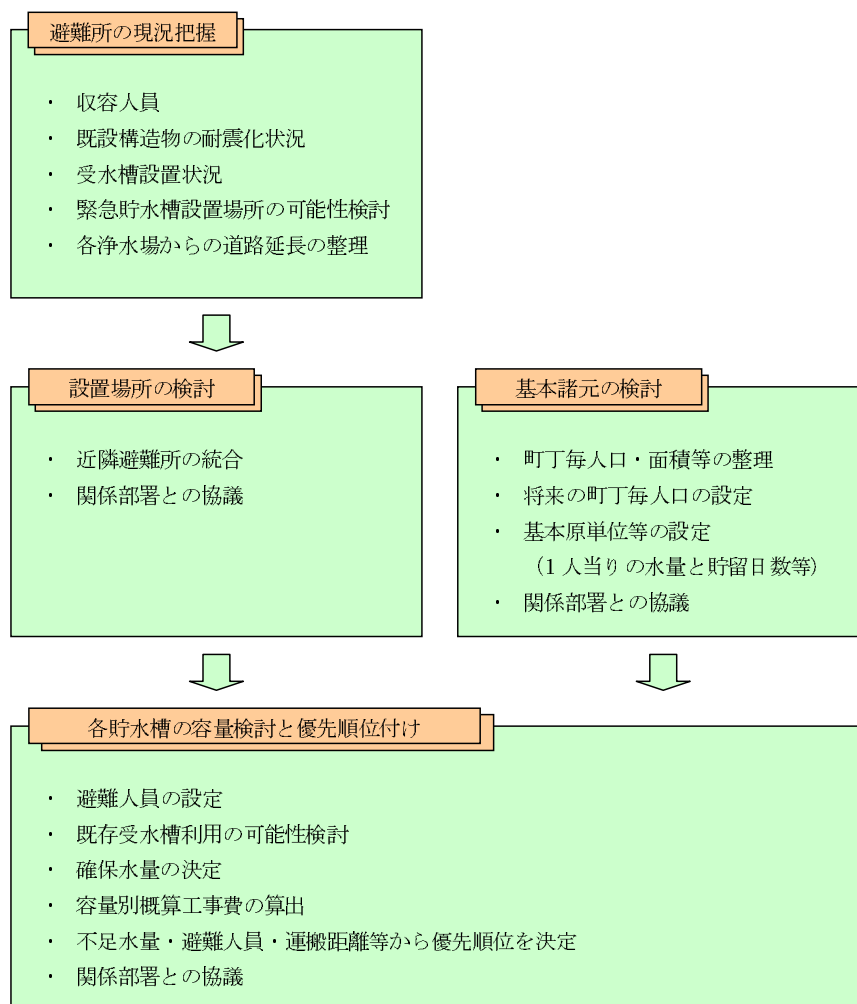 避難所の現況把握
・ 収容人員
・ 既設構造物の耐震化状況
・ 受水槽設置状況
・ 緊急貯水槽設置場所の可能性検討
・ 各浄水場からの道路延長の整理
設置場所の検討
・ 近隣避難所の統合
・ 関係部署との協議
基本諸元の検討
・ 町丁毎人口・面積等の整理
・ 将来の町丁毎人口の設定
・ 基本原単位等の設定
（1 人当りの水量と貯留日数等）
・ 関係部署との協議
各貯水槽の容量検討と優先順位付け
・ 避難人員の設定
・ 既存受水槽利用の可能性検討
・ 確保水量の決定
・ 容量別概算工事費の算出
・ 不足水量・避難人員・運搬距離等から優先順位を決定
・ 関係部署との協議